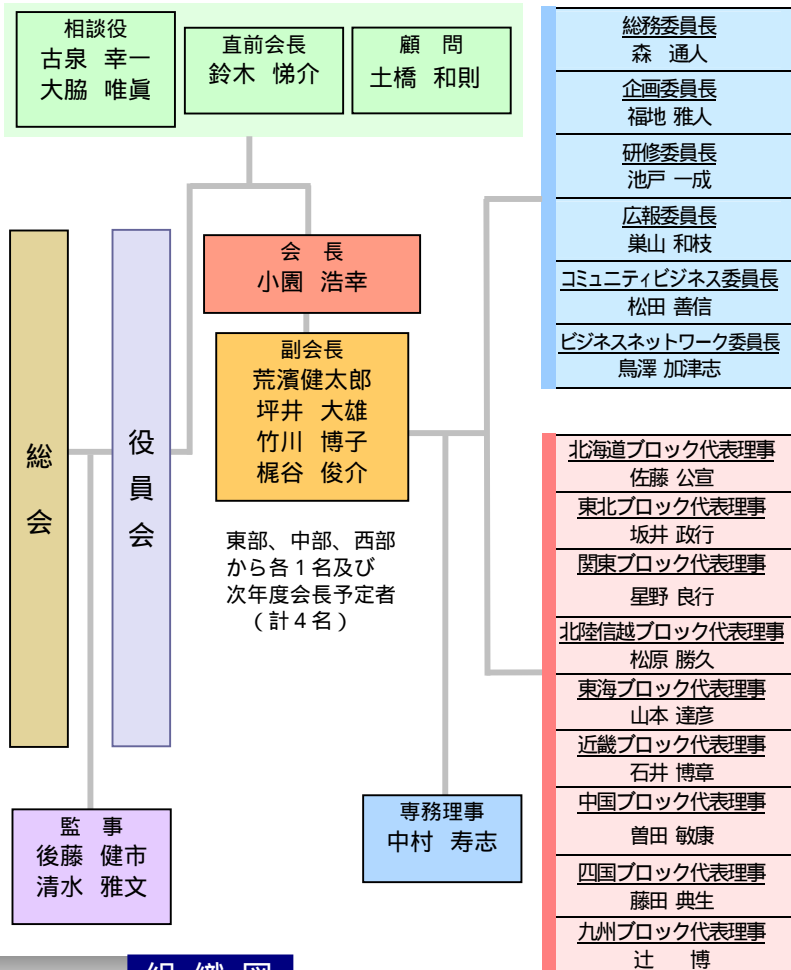 相談役
古泉 幸一
大脇 唯眞
直前会長
鈴木 悌介
顧 問
土橋 和則
総務委員長
森 通人
企画委員長
福地 雅人
研修委員長
池戸 一成
広報委員長
巣山 和枝
コミュニティビジネス委員長
松田 善信
ビジネスネットワーク委員長
鳥澤 加津志
会 長
小園 浩幸
副会長
荒濱健太郎
坪井 大雄
竹川 博子
梶谷 俊介
東部、中部、西部
から各1名及び
次年度会長予定者
(計4名)
総会
役員会
北海道ブロック代表理事
佐藤 公宣
東北ブロック代表理事
坂井 政行
関東ブロック代表理事
星野 良行
北陸信越ブロック代表理事
松原 勝久
東海ブロック代表理事
山本 達彦
近畿ブロック代表理事
石井 博章
中国ブロック代表理事
曽田 敏康
四国ブロック代表理事
藤田 典生
九州ブロック代表理事
辻 博
監 事
後藤 健市
清水 雅文
専務理事
中村 寿志
組 織 図